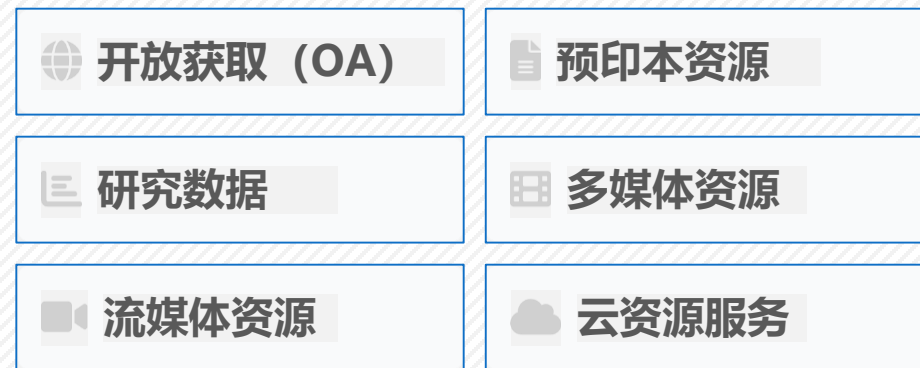 开放获取（OA）
预印本资源
研究数据
多媒体资源
流媒体资源
云资源服务